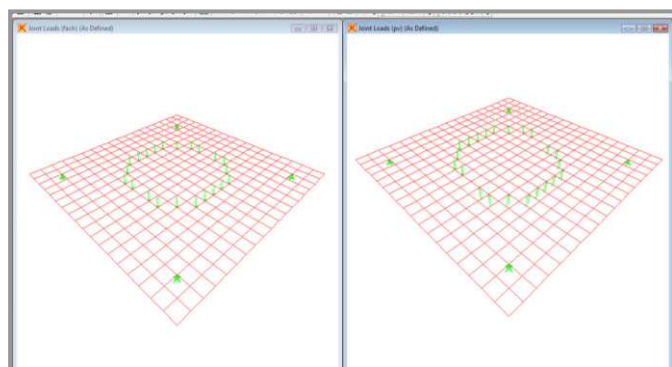 Joint Loads (fach) (As Defined)
Joint Loads (pv) (As Defined)